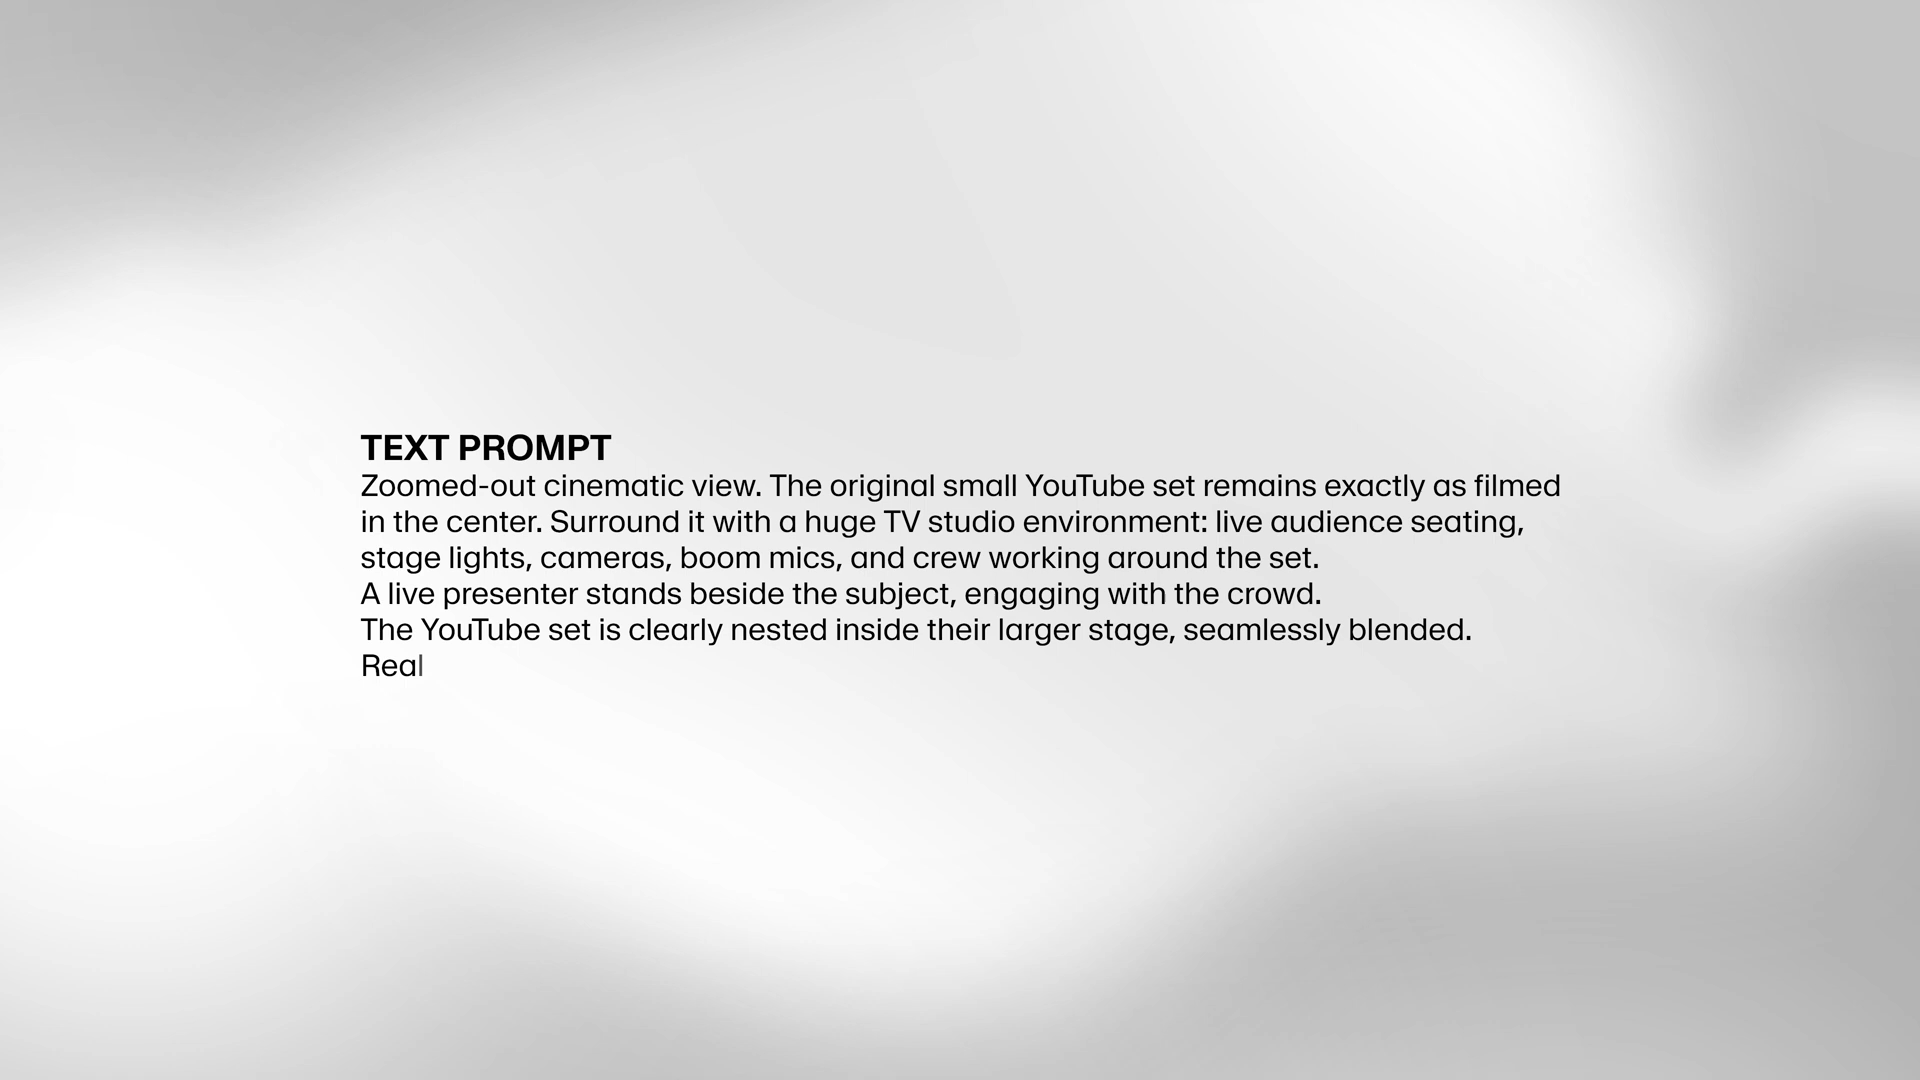 TEXT PROMPT
Zoomed-out cinematic view. The original small YouTube set remains exactly as filmed
in the center. Surround it with a huge TV studio environment: live audience seating,
stage lights, cameras, boom mics, and crew working around the set.
A live presenter stands beside the subject, engaging with the crowd.
The YouTube set is clearly nested inside their larger stage, seamlessly blended.
Real